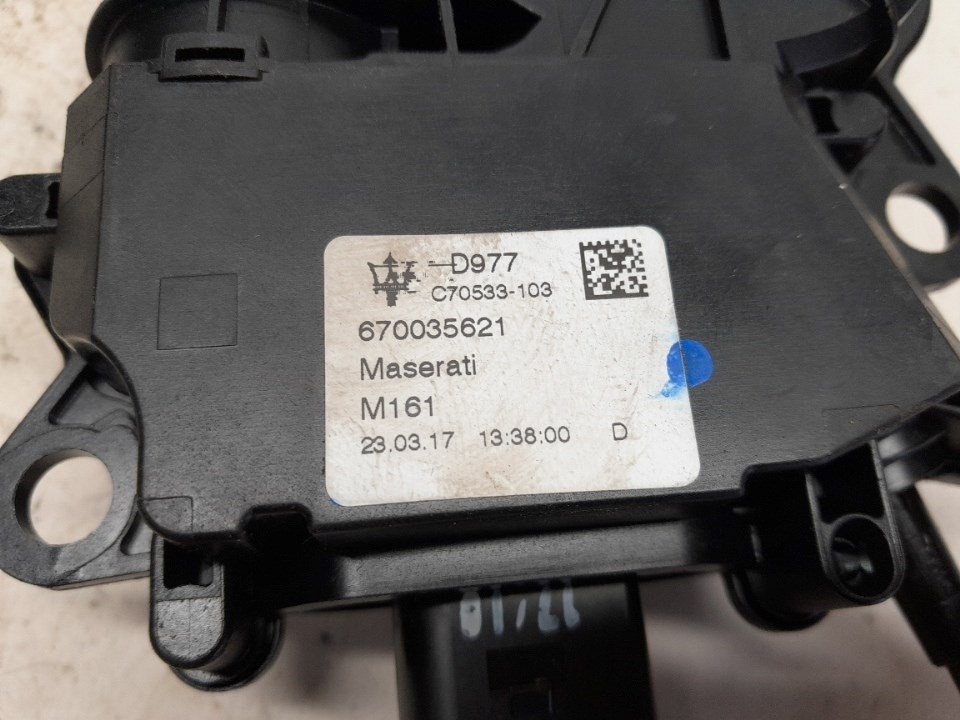 D977
C70533-103
670035621
Maserati
M161
23.03.17 13:38:00 D